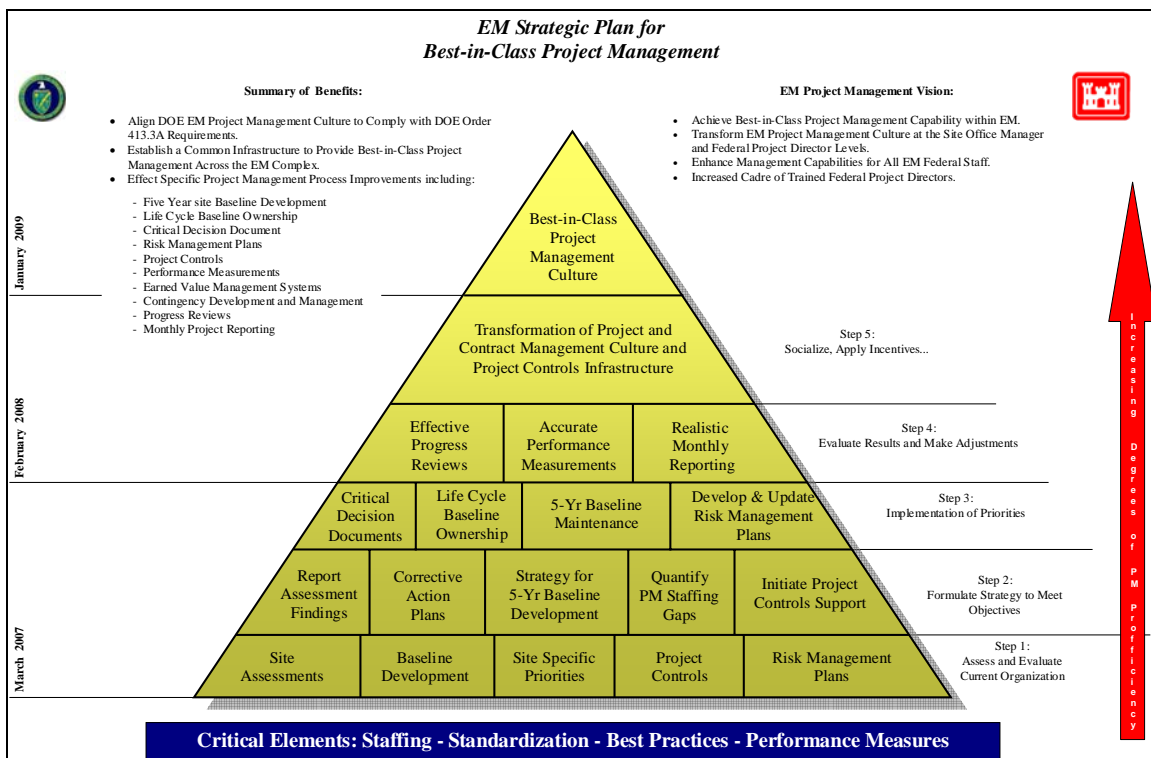 EM Strategic Plan for
Best-in-Class Project Management
Summary of Benefits:
• Align DOE EM Project Management Culture to Comply with DOE Order
413.3A Requirements.
• Establish a Common Infrastructure to Provide Best-in-Class Project
Management Across the EM Complex.
• Effect Specific Project Management Process Improvements including:
- Five Year site Baseline Development
- Life Cycle Baseline Ownership
- Critical Decision Document
- Risk Management Plans
- Project Controls
- Performance Measurements
- Earned Value Management Systems
- Contingency Development and Management
- Progress Reviews
- Monthly Project Reporting
EM Project Management Vision:
• Achieve Best-in-Class Project Management Capability within EM.
• Transform EM Project Management Culture at the Site Office Manager
and Federal Project Director Levels.
• Enhance Management Capabilities for All EM Federal Staff.
• Increased Cadre of Trained Federal Project Directors.
January 2009
February 2008
March 2007
Best-in-Class
Project
Management
Culture
Transformation of Project and
Contract Management Culture and
Project Controls Infrastructure
Step 5:
Socialize, Apply Incentives...
Effective
Progress
Reviews
Accurate
Performance
Measurements
Realistic
Monthly
Reporting
Step 4:
Evaluate Results and Make Adjustments
Critical
Decision
Documents
Life Cycle
Baseline
Ownership
5-Yr Baseline
Maintenance
Develop & Update
Risk Management
Plans
Step 3:
Implementation of Priorities
Report
Assessment
Findings
Corrective
Action
Plans
Strategy for
5-Yr Baseline
Development
Quantify
PM Staffing
Gaps
Initiate Project
Controls Support
Step 2:
Formulate Strategy to Meet
Objectives
Site
Assessments
Baseline
Development
Site Specific
Priorities
Project
Controls
Risk Management
Plans
Step 1:
Assess and Evaluate
Current Organization
Increasing Degrees of PM Profficiency
Critical Elements: Staffing - Standardization - Best Practices - Performance Measures